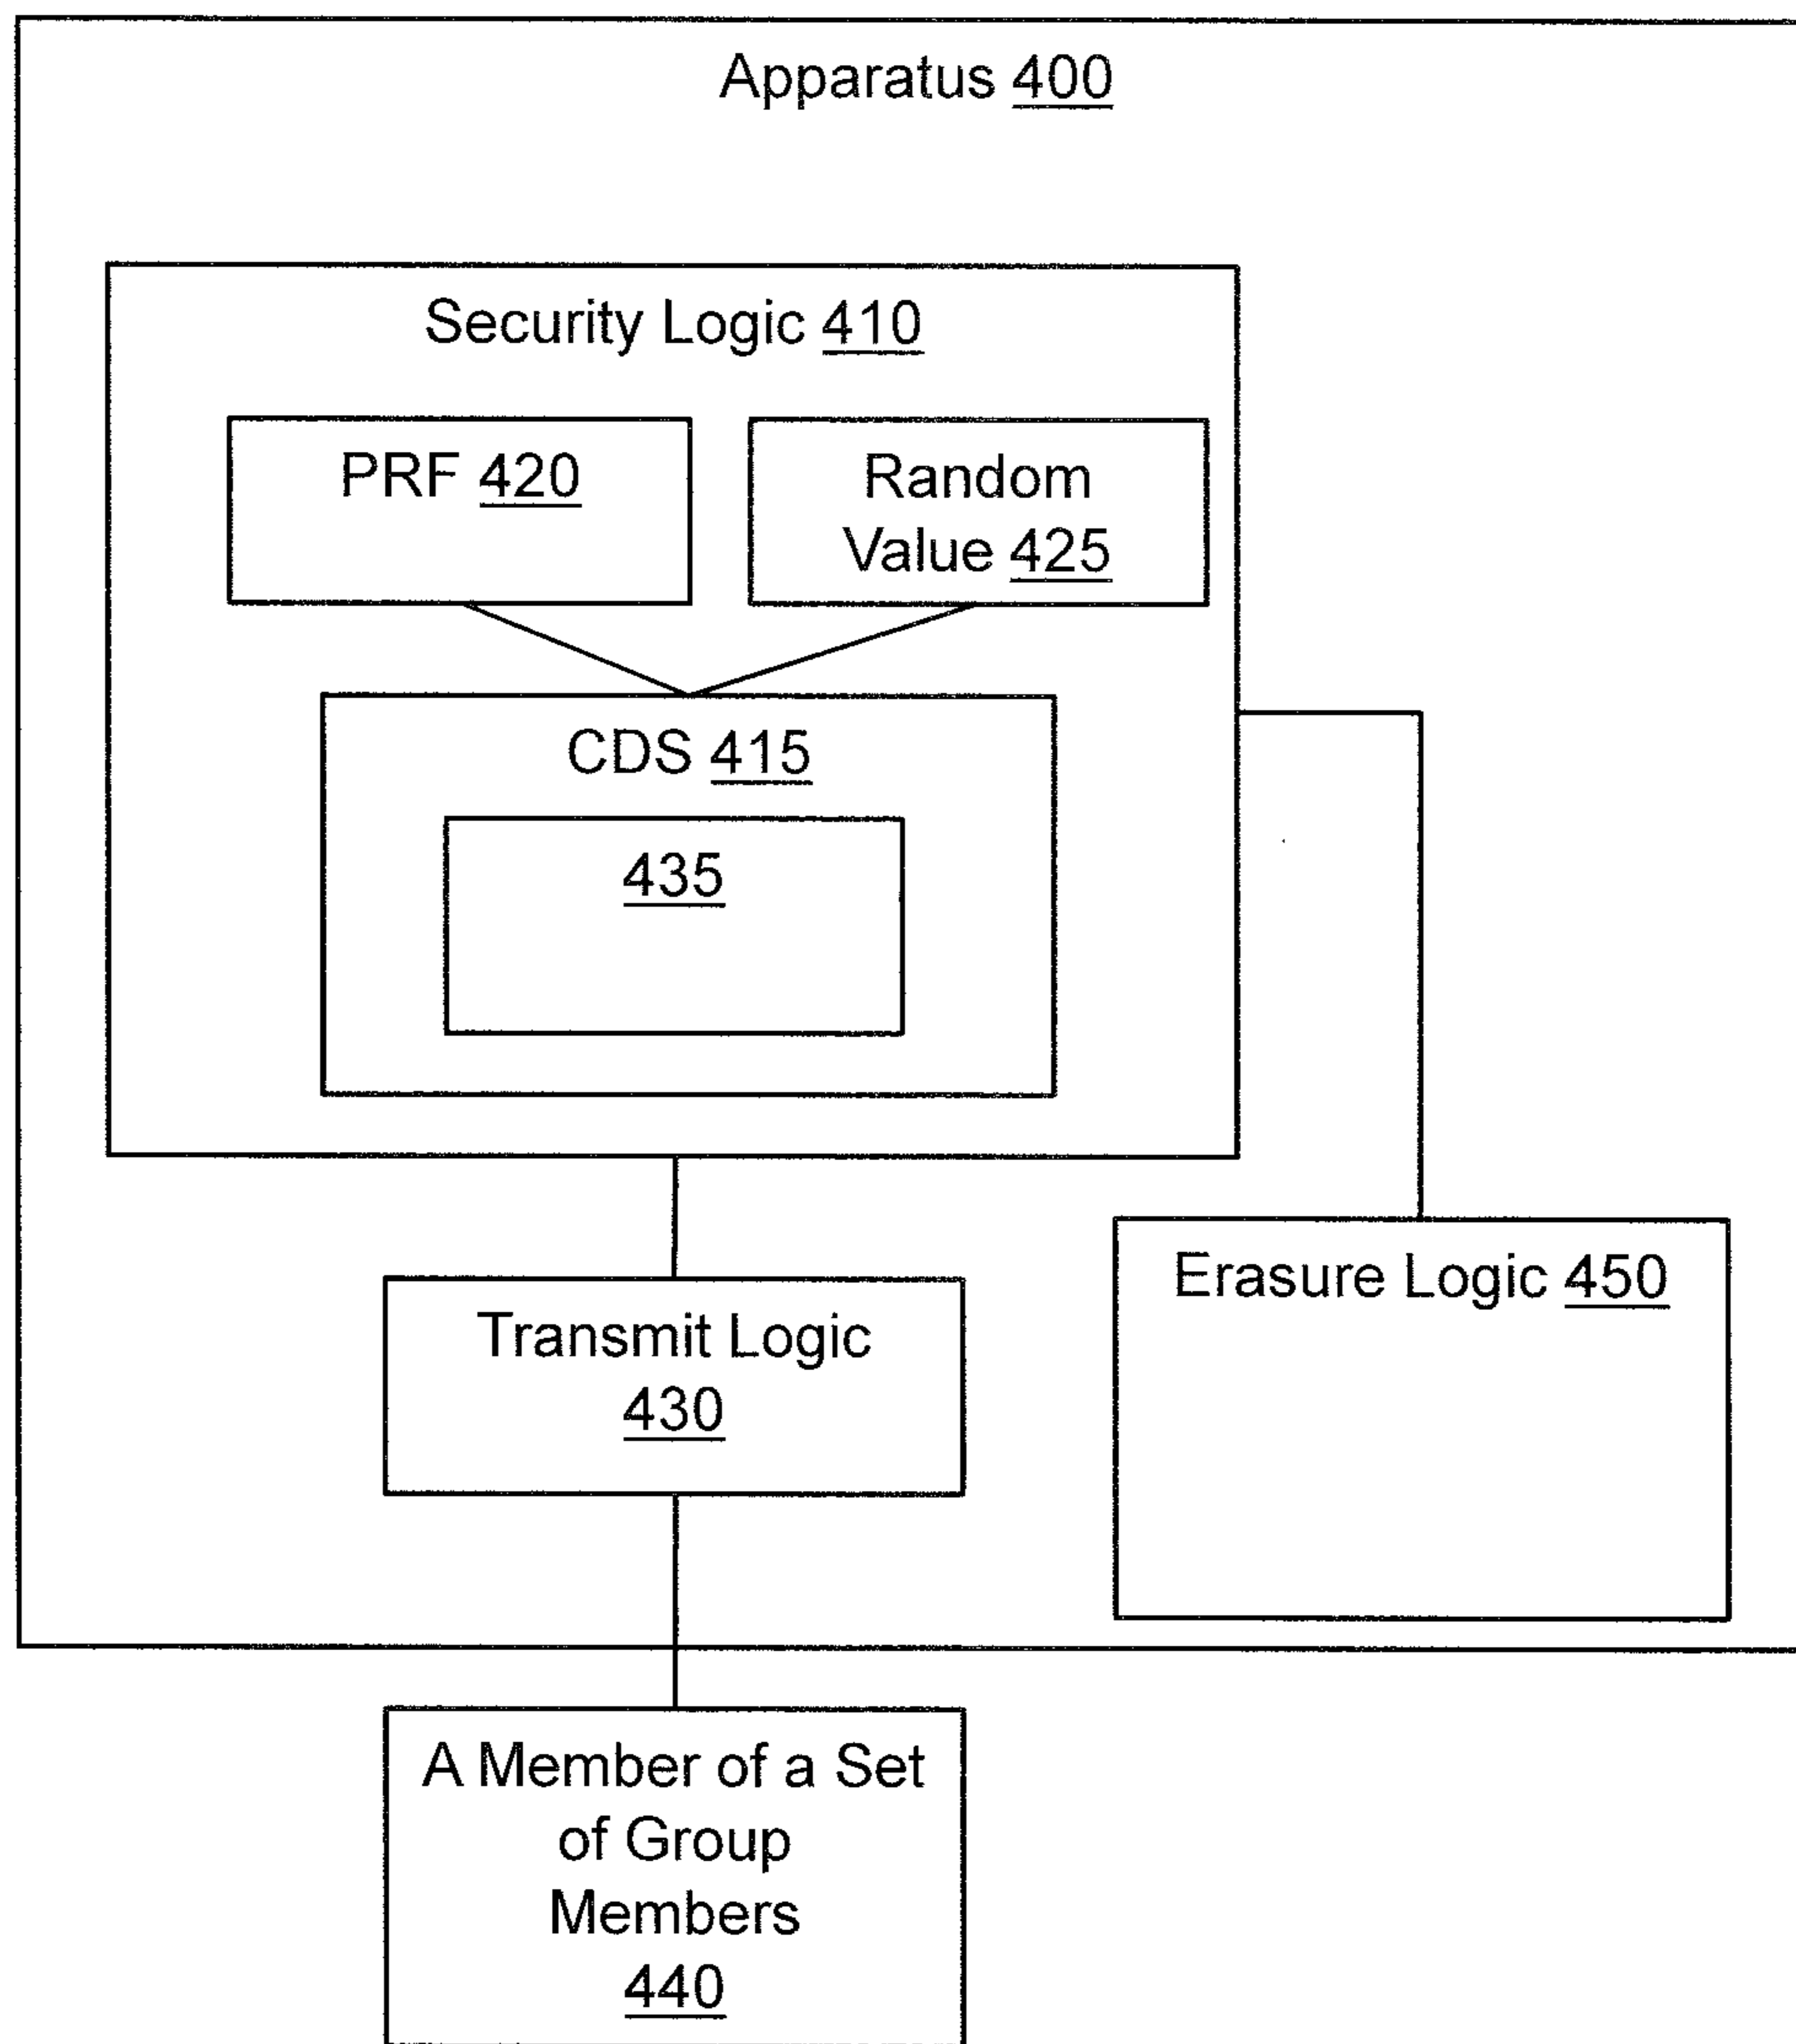 Apparatus 400
Security Logic 410
PRF 420
Random
Value 425
CDS 415
435
Transmit Logic
430
Erasure Logic 450
A Member of a Set
of Group
Members
440